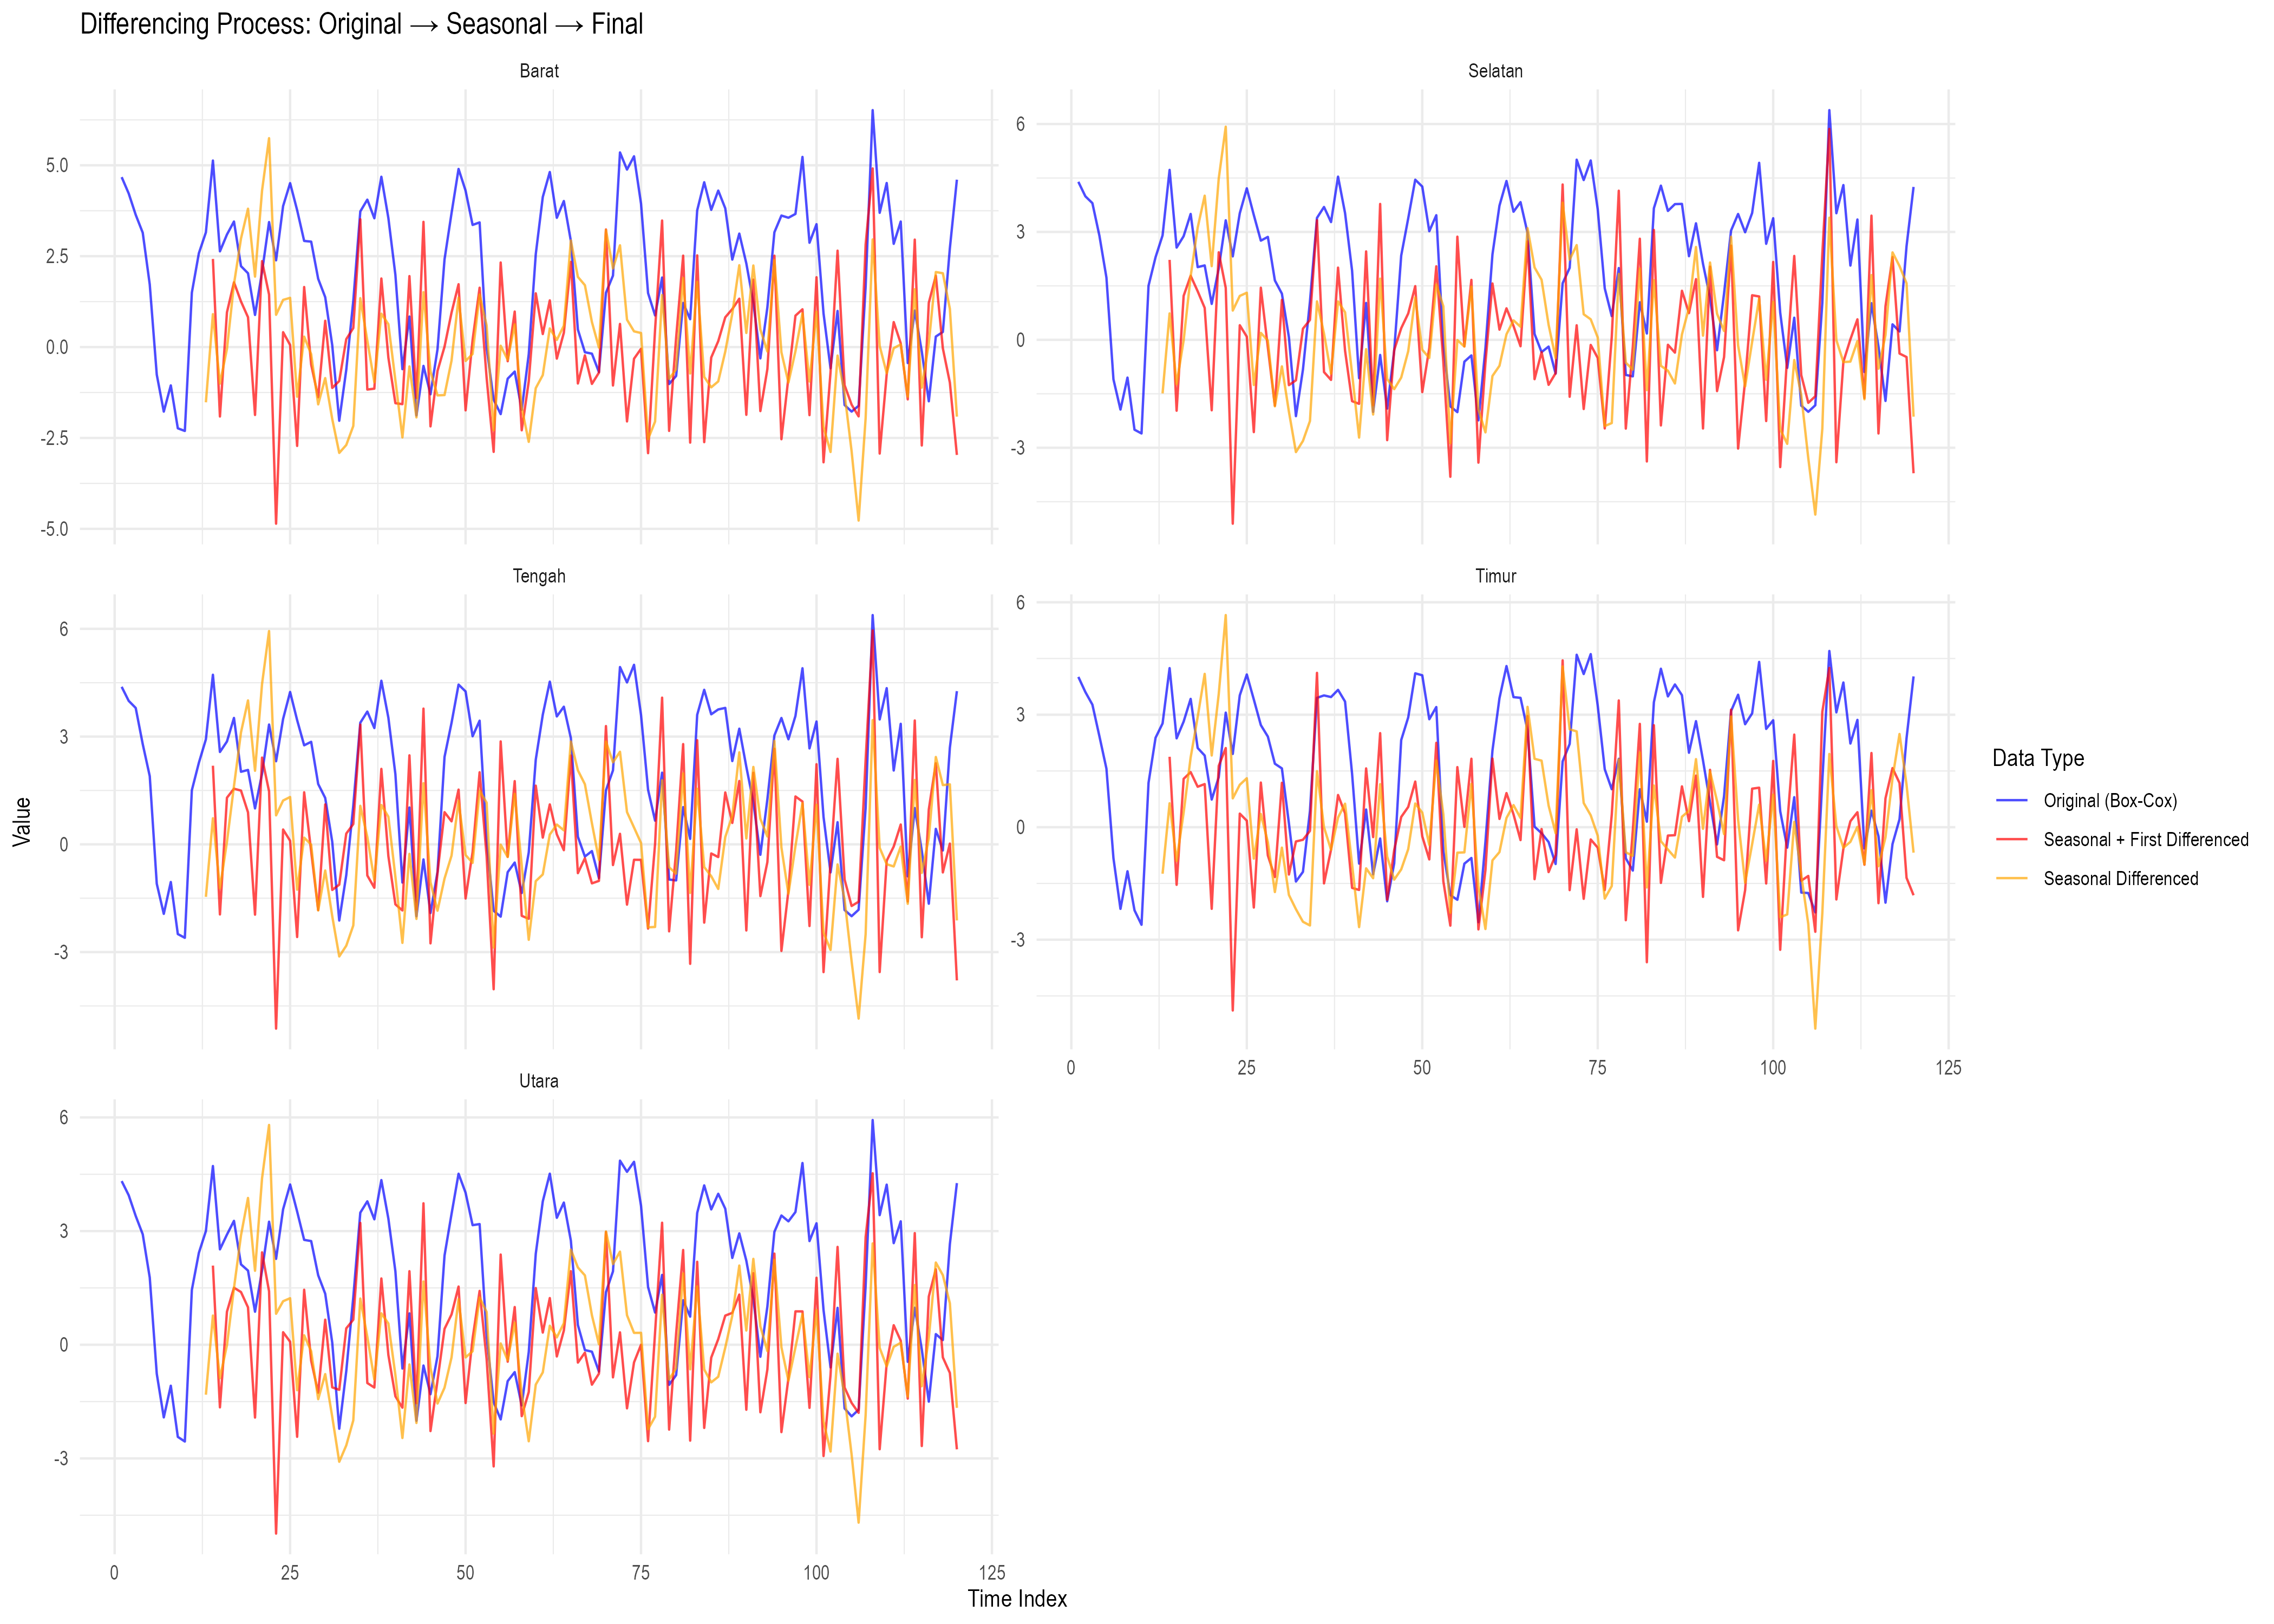 Differencing Process: Original → Seasonal → Final
Barat
Selatan
5.0
2.5
0.0
-2.5
-5.0
6
3
0
-3
Tengah
Timur
6
3
0
-3
6
3
0
-3
0 25 50 75 100 125
Utara
6
3
0
-3
0 25 50 75 100 125
Value
Time Index
Data Type
Original (Box-Cox)
Seasonal + First Differenced
Seasonal Differenced